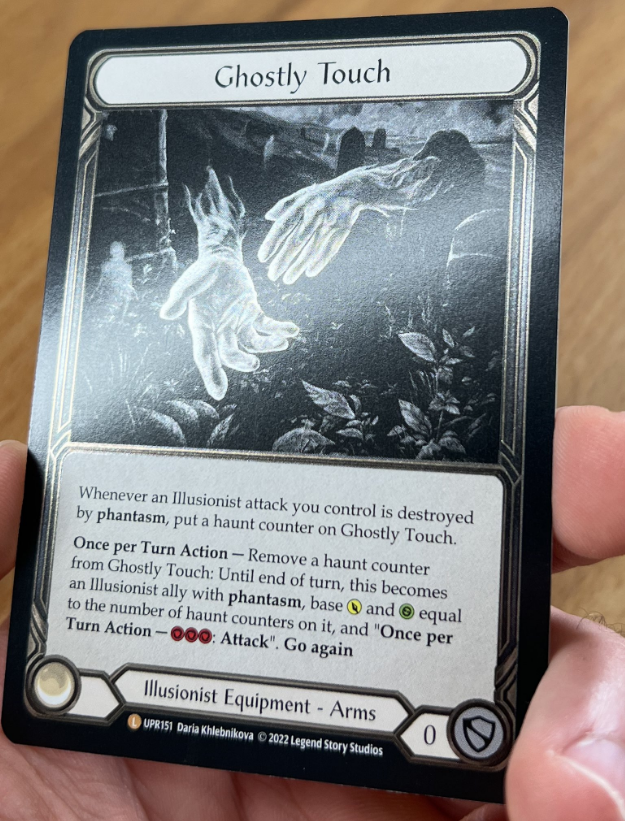 Ghostly Touch
Whenever an Illusionist attack you control is destroyed
by phantasm, put a haunt counter on Ghostly Touch.
Once per Turn Action — Remove a haunt counter
from Ghostly Touch: Until end of turn, this becomes
an Illusionist ally with phantasm, base and equal
to the number of haunt counters on it, and "Once per
Turn Action — : Attack". Go again
Illusionist Equipment - Arms
0
L UPR151 Daria Khlebnikova © 2022 Legend Story Studios